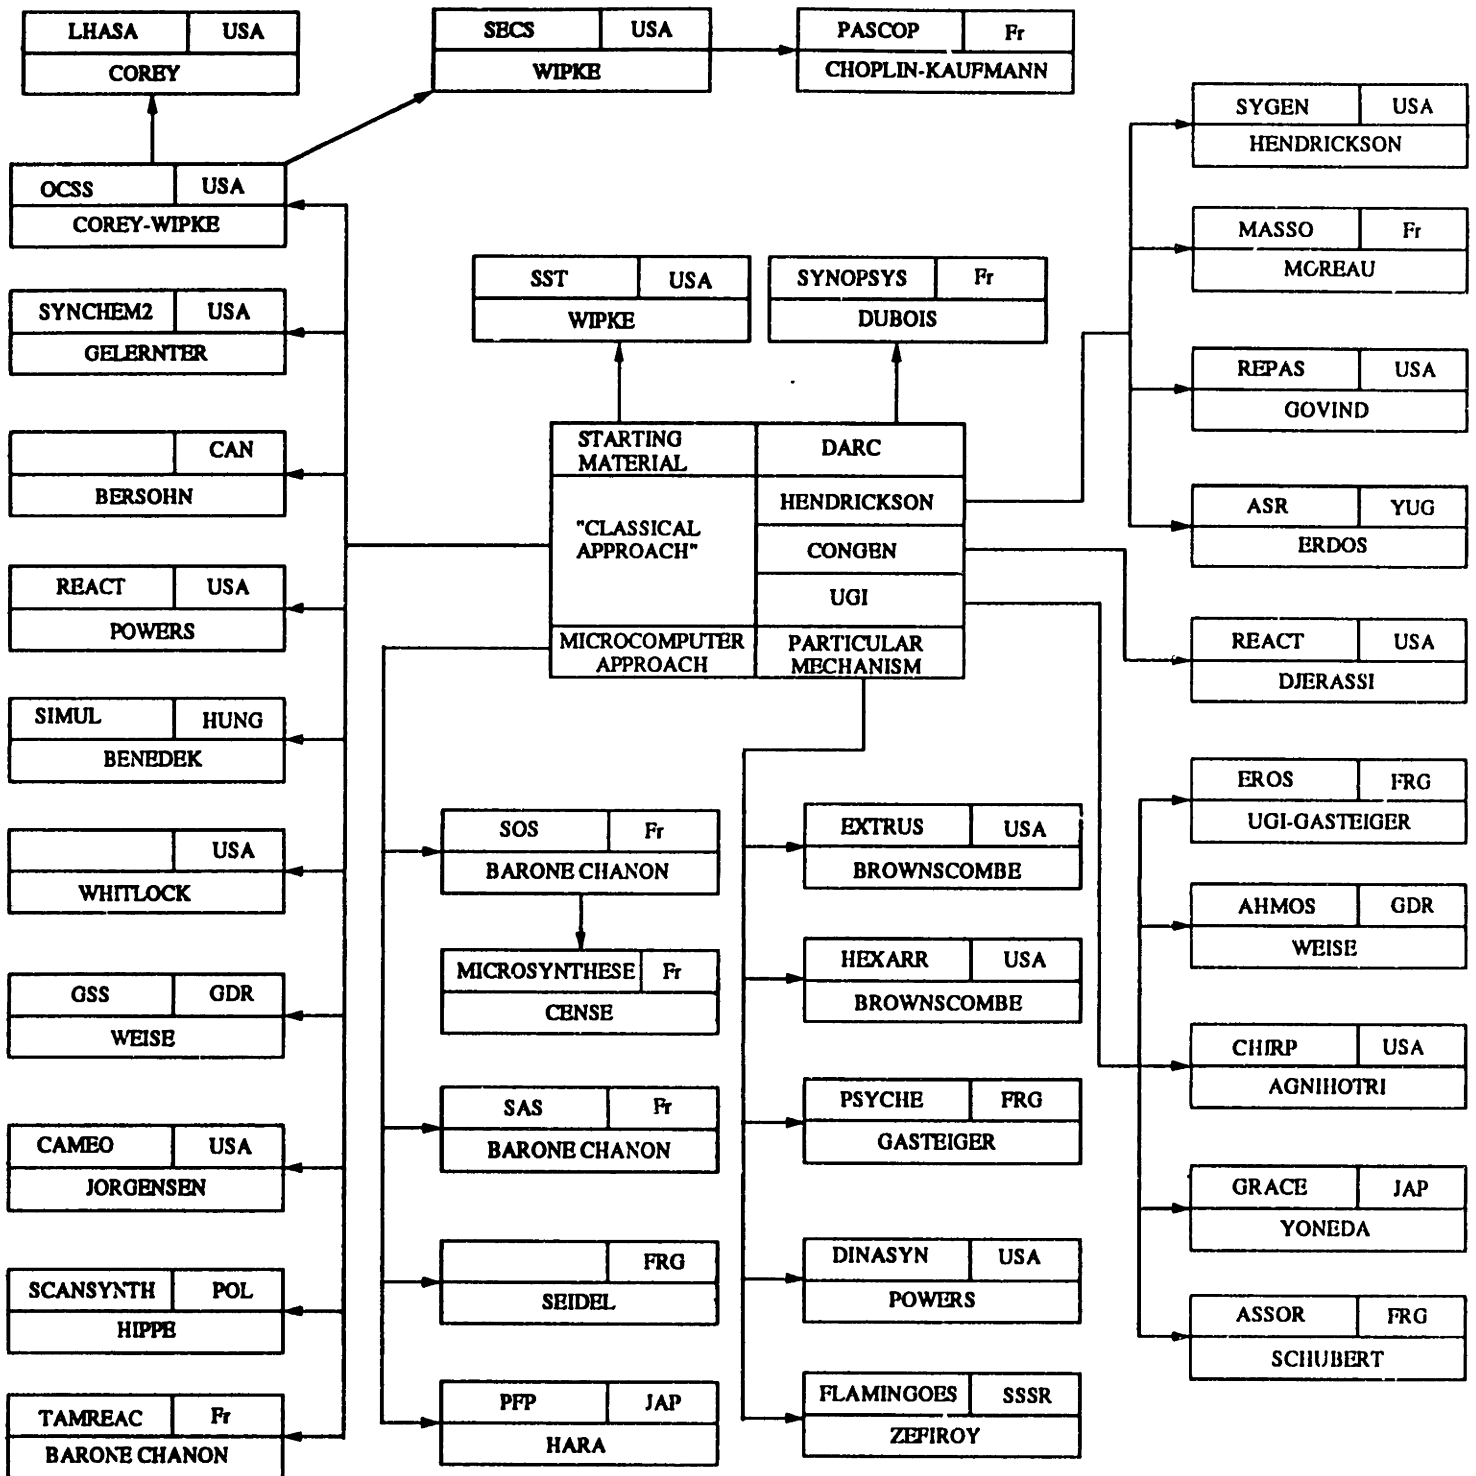 LHASA USA
COREY
SECS USA
WIPKE
PASCOP Fr
CHOPLIN-KAUFMANN
OCSS USA
COREY-WIPKE
SYNCHEM2 USA
GELERNTER
CAN
BERSOHN
REACT USA
POWERS
SIMUL HUNG
BENEDEK
USA
WHITLOCK
GSS GDR
WEISE
CAMEO USA
JORGENSEN
SCANSYNTH POL
HIPPE
TAMREAC Fr
BARONE CHANON
SST USA
WIPKE
SYNOPSYS Fr
DUBOIS
STARTING
MATERIAL
DARC
"CLASSICAL
APPROACH"
HENDRICKSON
CONGEN
UGI
MICROCOMPUTER
APPROACH
PARTICULAR
MECHANISM
SOS Fr
BARONE CHANON
MICROSYNTHESE Fr
CENSE
SAS Fr
BARONE CHANON
FRG
SEIDEL
PFP JAP
HARA
EXTRUS USA
BROWNSCOMBE
HEXARR USA
BROWNSCOMBE
PSYCHE FRG
GASTEIGER
DINASYN USA
POWERS
FLAMINGOES SSSR
ZEFIROY
SYGEN USA
HENDRICKSON
MASSO Fr
MOREAU
REPAS USA
GOVIND
ASR YUG
ERDOS
REACT USA
DJERASSI
EROS FRG
UGI-GASTEIGER
AHMOS GDR
WEISE
CHIRP USA
AGNIHOTRI
GRACE JAP
YONEDA
ASSOR FRG
SCHUBERT